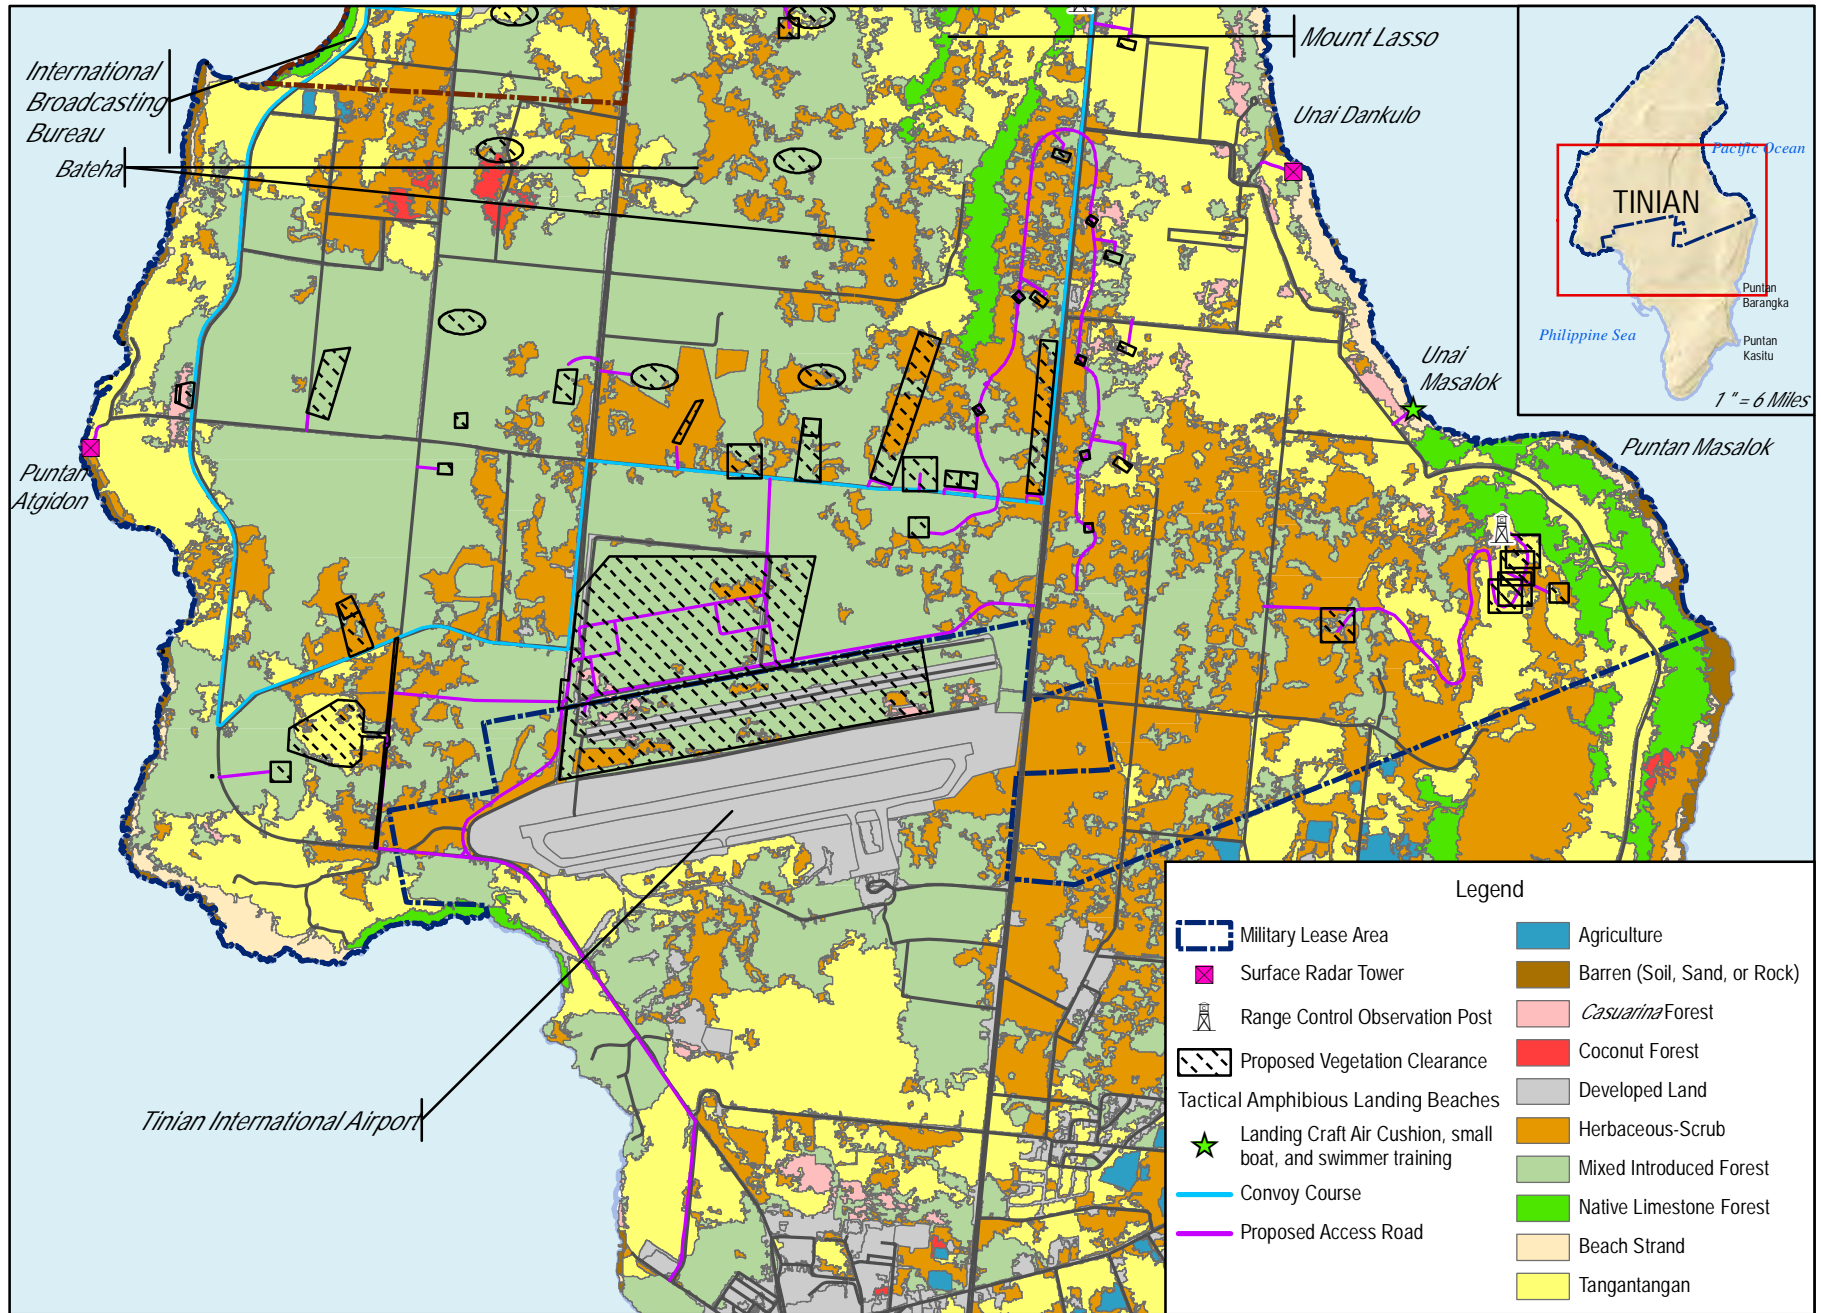 International
Broadcasting
Bureau
Bateha
Mount Lasso
Unai Dankulo
Unai
Masalok
Puntan Masalok
Puntan
Atgidon
Tinian International Airport
Pacific Ocean
TINIAN
Puntan
Barangka
Philippine Sea
Puntan
Kasitu
1 " = 6 Miles
Legend
Military Lease Area
Surface Radar Tower
Range Control Observation Post
Proposed Vegetation Clearance
Tactical Amphibious Landing Beaches
Landing Craft Air Cushion, small
boat, and swimmer training
Convoy Course
Proposed Access Road
Agriculture
Barren (Soil, Sand, or Rock)
Casuarina Forest
Coconut Forest
Developed Land
Herbaceous-Scrub
Mixed Introduced Forest
Native Limestone Forest
Beach Strand
Tangantangan